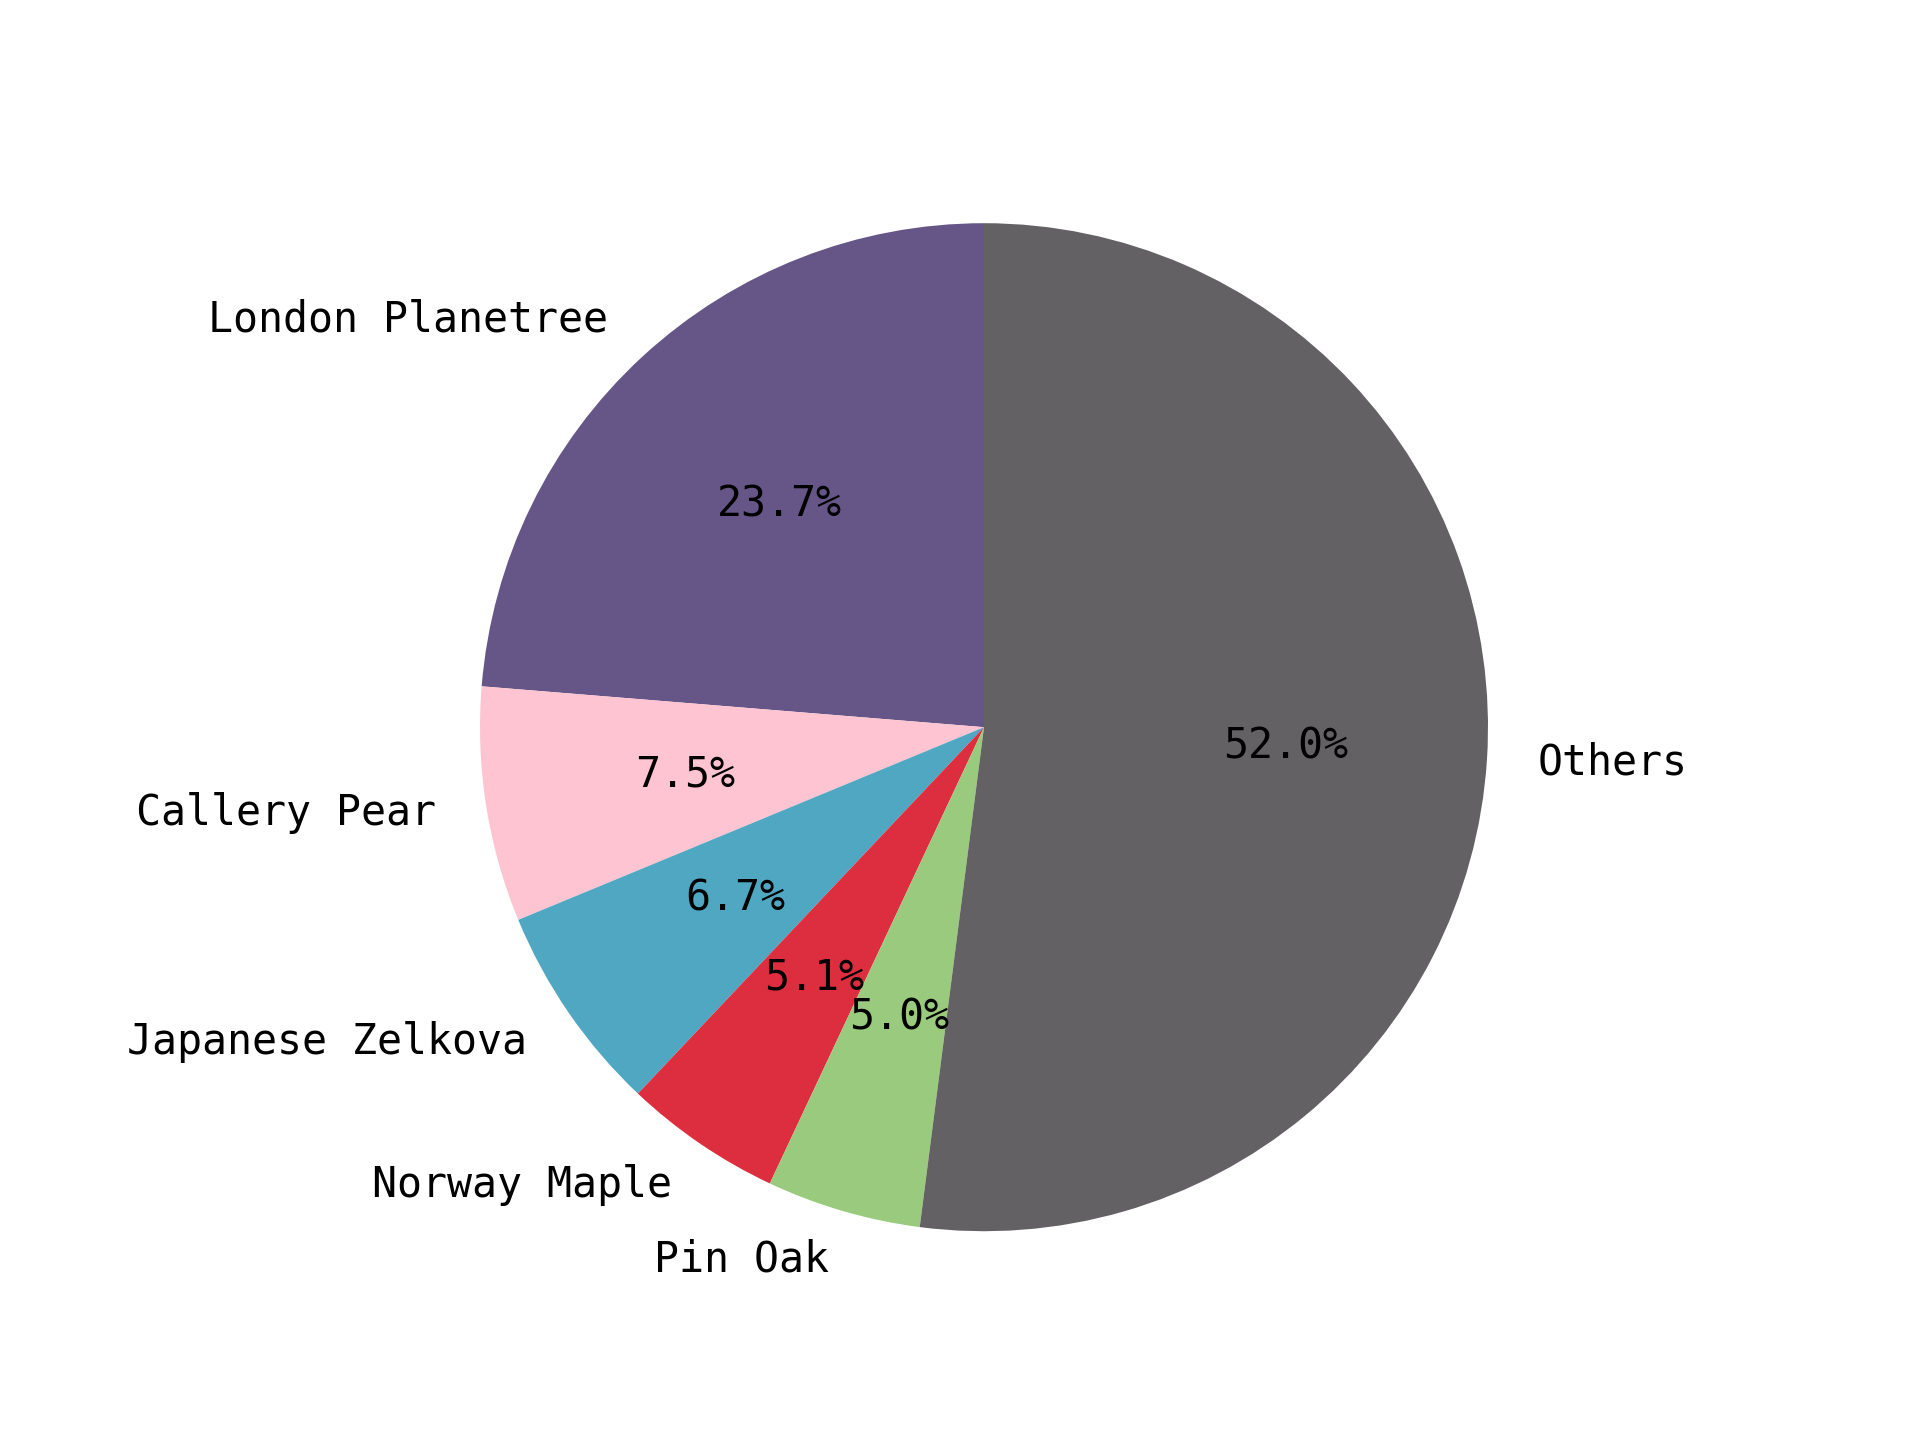 London Planetree
23.7%
52.0%
Others
7.5%
Callery Pear
6.7%
5.1%
5.0%
Japanese Zelkova
Norway Maple
Pin Oak